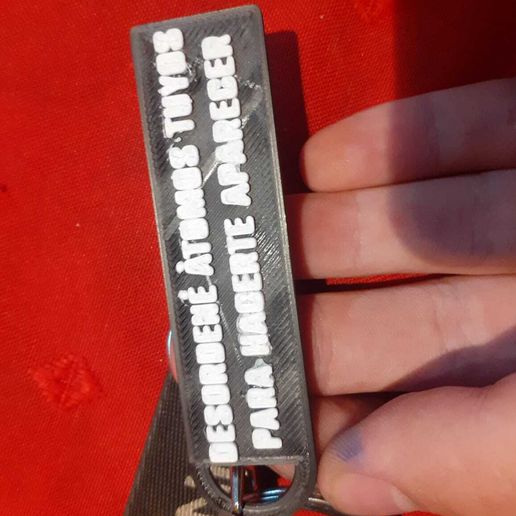 DESORDENÉ ÁTOMOS TUYOS
PARA HACERTE APARECER